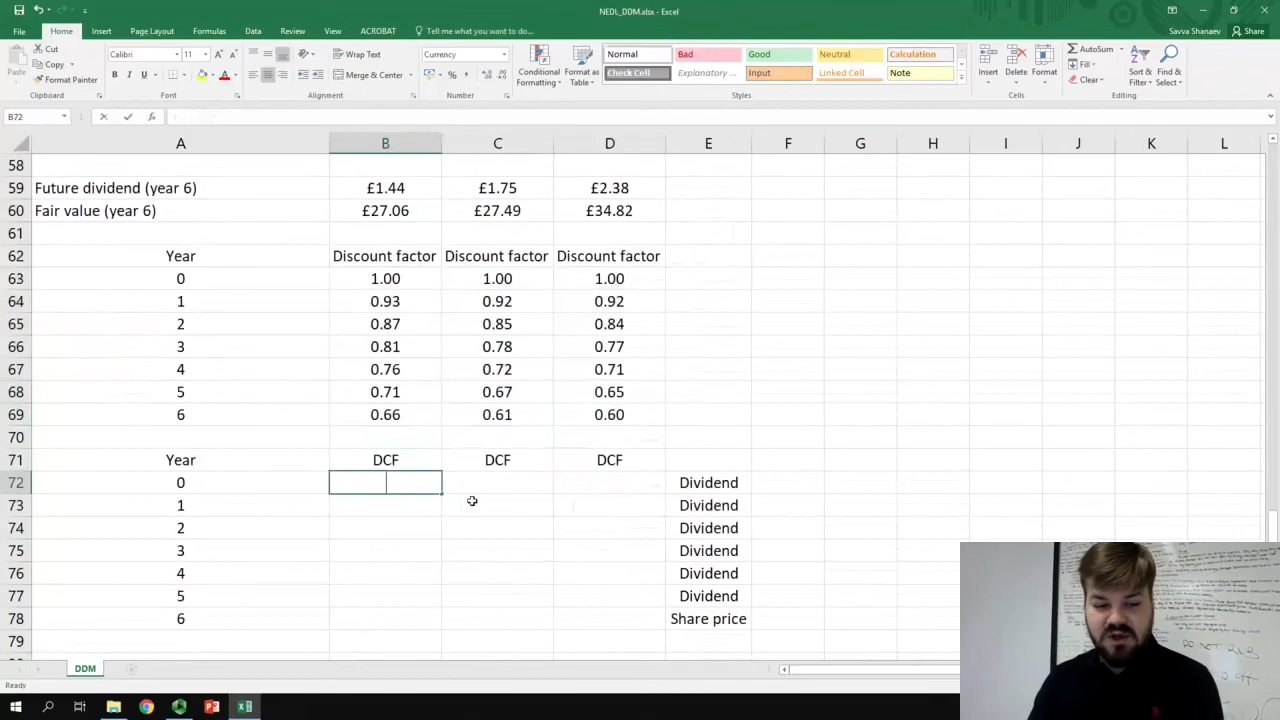 NEDL_DDM.xlsx - Excel
Savva Shanaev
File Home Insert Page Layout Formulas Data Review View ACROBAT Tell me what you want to do... Share
Paste
Cut
Copy
Format Painter
Clipboard
Calibri 11
B I U
Font
Wrap Text
Merge & Center
Alignment
Currency
Number
Conditional Formatting
Format as Table
Normal Bad Good Neutral Calculation
Check Cell Explanatory ... Input Linked Cell Note
Styles
Insert Delete Format
Cells
AutoSum
Fill
Clear
Sort & Filter
Find & Select
Editing
B72
A B C D E F G H I J K L
58
59 Future dividend (year 6) £1.44 £1.75 £2.38
60 Fair value (year 6) £27.06 £27.49 £34.82
61
62 Year Discount factor Discount factor Discount factor
63 0 1.00 1.00 1.00
64 1 0.93 0.92 0.92
65 2 0.87 0.85 0.84
66 3 0.81 0.78 0.77
67 4 0.76 0.72 0.71
68 5 0.71 0.67 0.65
69 6 0.66 0.61 0.60
70
71 Year DCF DCF DCF
72 0 Dividend
73 1 Dividend
74 2 Dividend
75 3 Dividend
76 4 Dividend
77 5 Dividend
78 6 Share price
79
DDM
Ready
DO NOT RUB
OFF